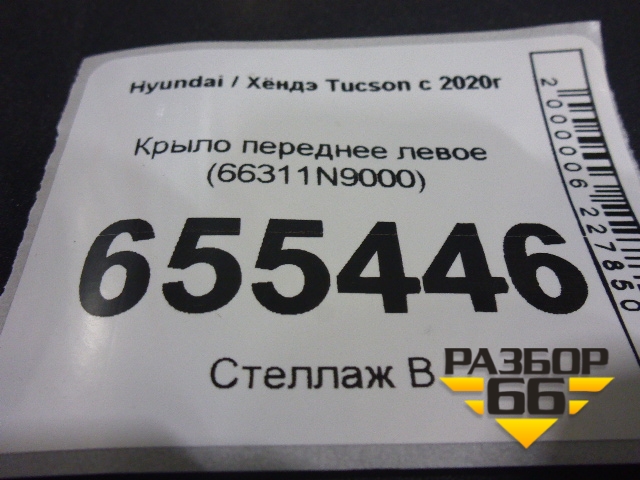 Hyundai / Хёндэ Tucson с 2020г
Крыло переднее левое
(66311N9000)
655446
Стеллаж В
2000006227850
РАЗБОР
66